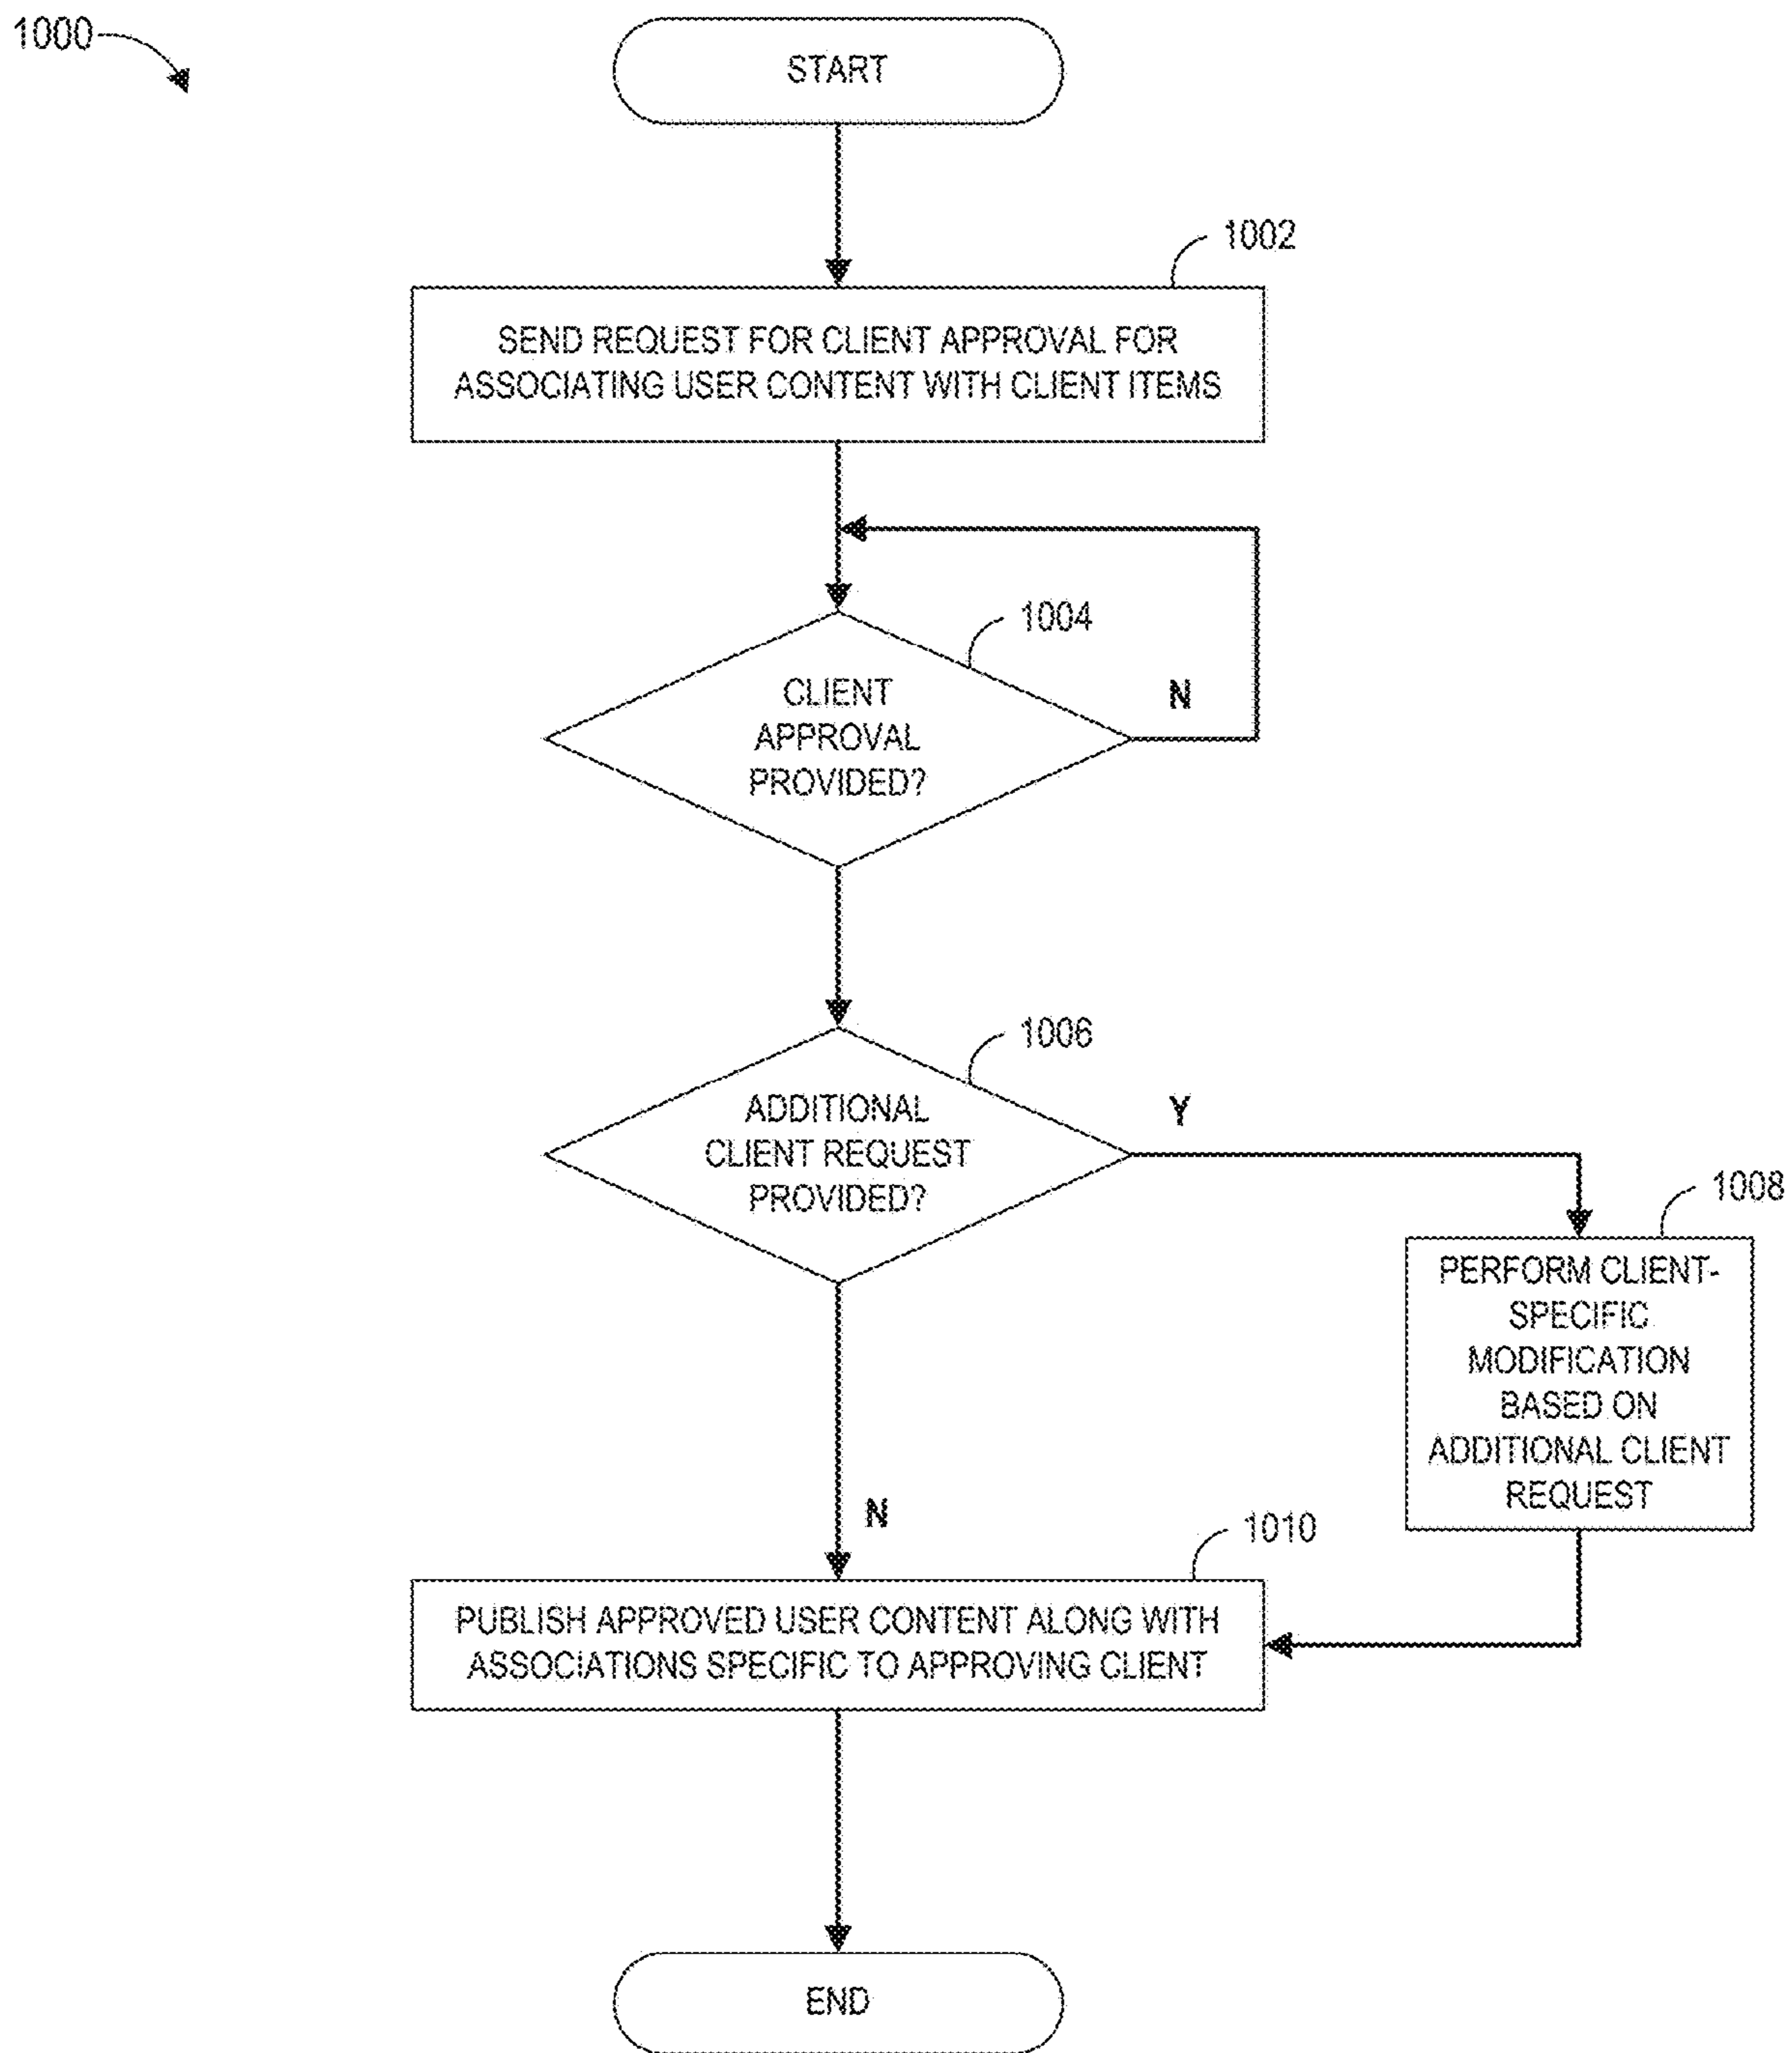 1000
START
1002
SEND REQUEST FOR CLIENT APPROVAL FOR
ASSOCIATING USER CONTENT WITH CLIENT ITEMS
1004
CLIENT
APPROVAL
PROVIDED?
N
1006
ADDITIONAL
CLIENT REQUEST
PROVIDED?
Y
1008
PERFORM CLIENT-
SPECIFIC
MODIFICATION
BASED ON
ADDITIONAL CLIENT
REQUEST
N
1010
PUBLISH APPROVED USER CONTENT ALONG WITH
ASSOCIATIONS SPECIFIC TO APPROVING CLIENT
END